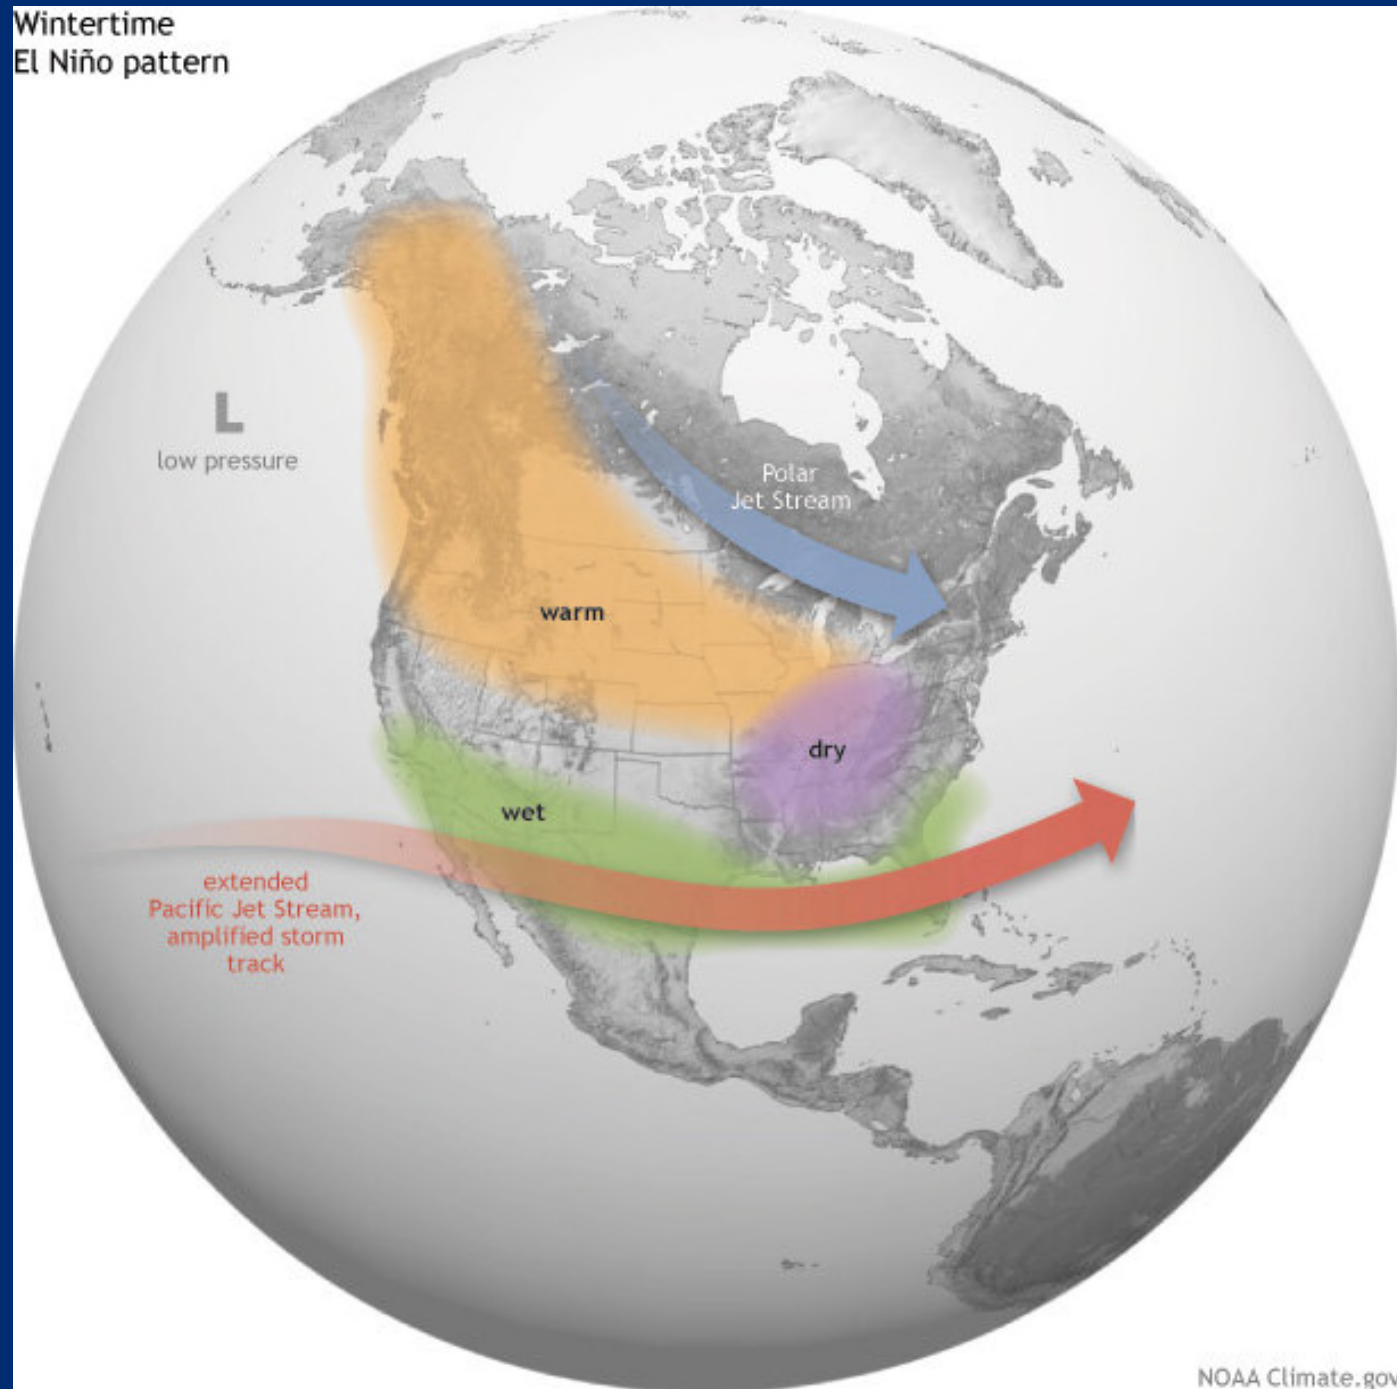 Wintertime
El Niño pattern
L
low pressure
Polar
Jet Stream
warm
dry
wet
extended
Pacific Jet Stream,
amplified storm
track
NOAA Climate.gov